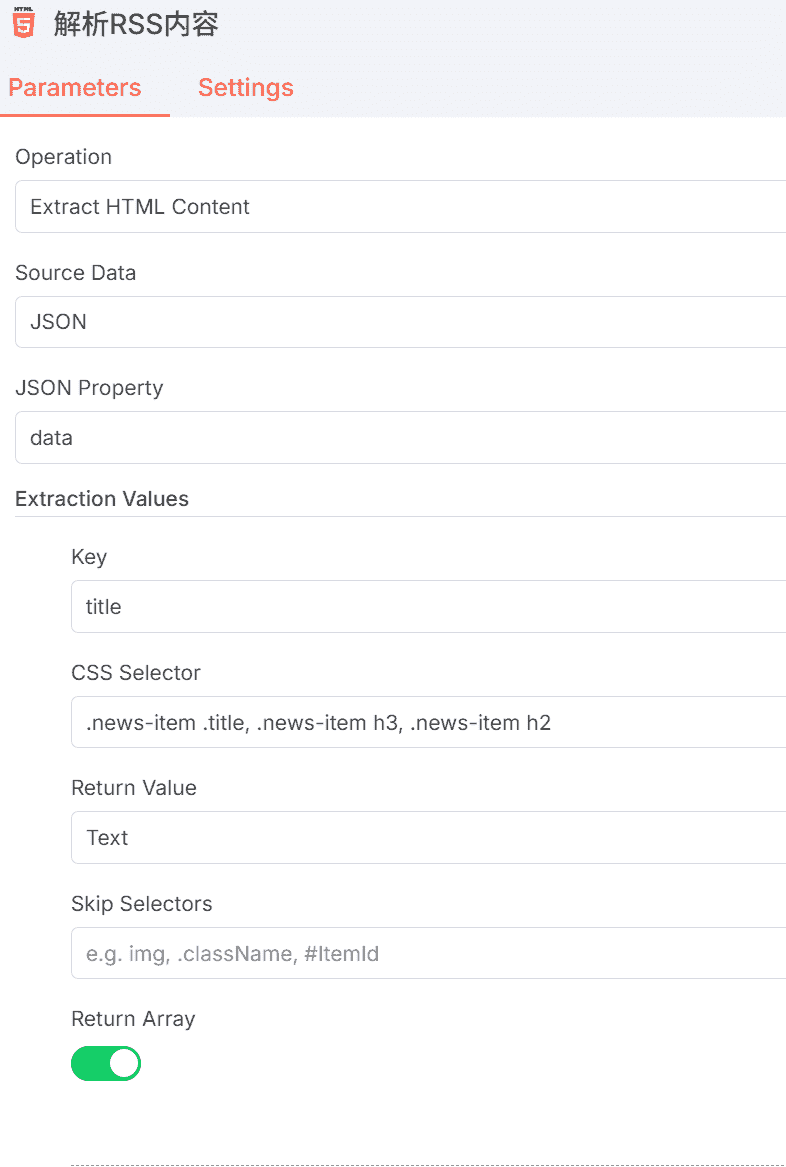 HTML
5
解析RSS内容
Parameters Settings
Operation
Extract HTML Content
Source Data
JSON
JSON Property
data
Extraction Values
Key
title
CSS Selector
.news-item .title, .news-item h3, .news-item h2
Return Value
Text
Skip Selectors
e.g. img, .className, #ItemId
Return Array